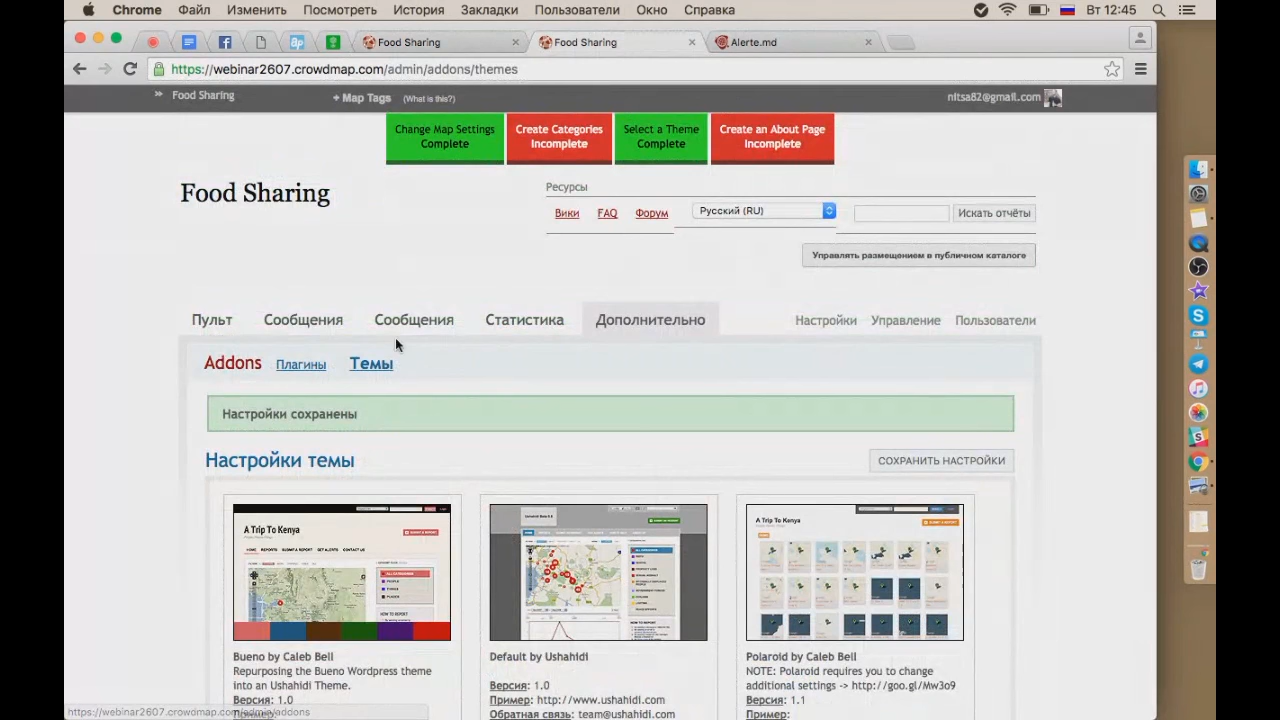 Chrome Файл Изменить Посмотреть История Закладки Пользователи Окно Справка Вт 12:45
Food Sharing Food Sharing Alerte.md
https://webinar2607.crowdmap.com/admin/addons/themes
Food Sharing + Map Tags (What is this?) nitsa82@gmail.com
Change Map Settings Create Categories Select a Theme Create an About Page
Complete Incomplete Complete Incomplete
Food Sharing
Ресурсы
Вики FAQ Форум Русский (RU) Искать отчёты
Управлять размещением в публичном каталоге
Пульт Сообщения Сообщения Статистика Дополнительно Настройки Управление Пользователи
Addons Плагины Темы
Настройки сохранены
Настройки темы СОХРАНИТЬ НАСТРОЙКИ
A Trip To Kenya
A Trip To Kenya
Bueno by Caleb Bell
Repurposing the Bueno Wordpress theme
into an Ushahidi Theme.
Версия: 1.0
Пример:
Default by Ushahidi
Версия: 1.0
Пример: http://www.ushahidi.com
Обратная связь: team@ushahidi.com
Polaroid by Caleb Bell
NOTE: Polaroid requires you to change
additional settings -> http://goo.gl/Mw3o9
Версия: 1.1
Пример:
https://webinar2607.crowdmap.com/admin/addons